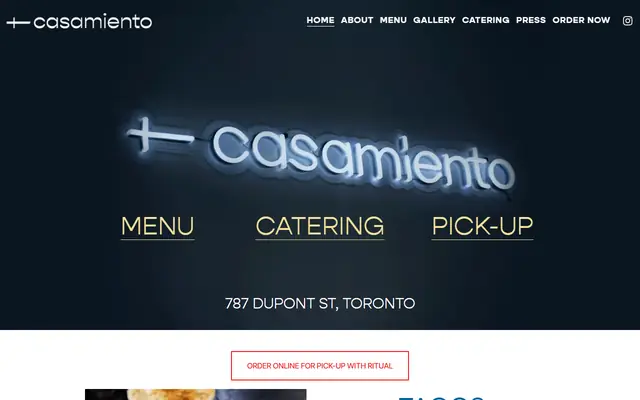 casamiento
HOME ABOUT MENU GALLERY CATERING PRESS ORDER NOW
casamiento
MENU CATERING PICK-UP
787 DUPONT ST, TORONTO
ORDER ONLINE FOR PICK-UP WITH RITUAL